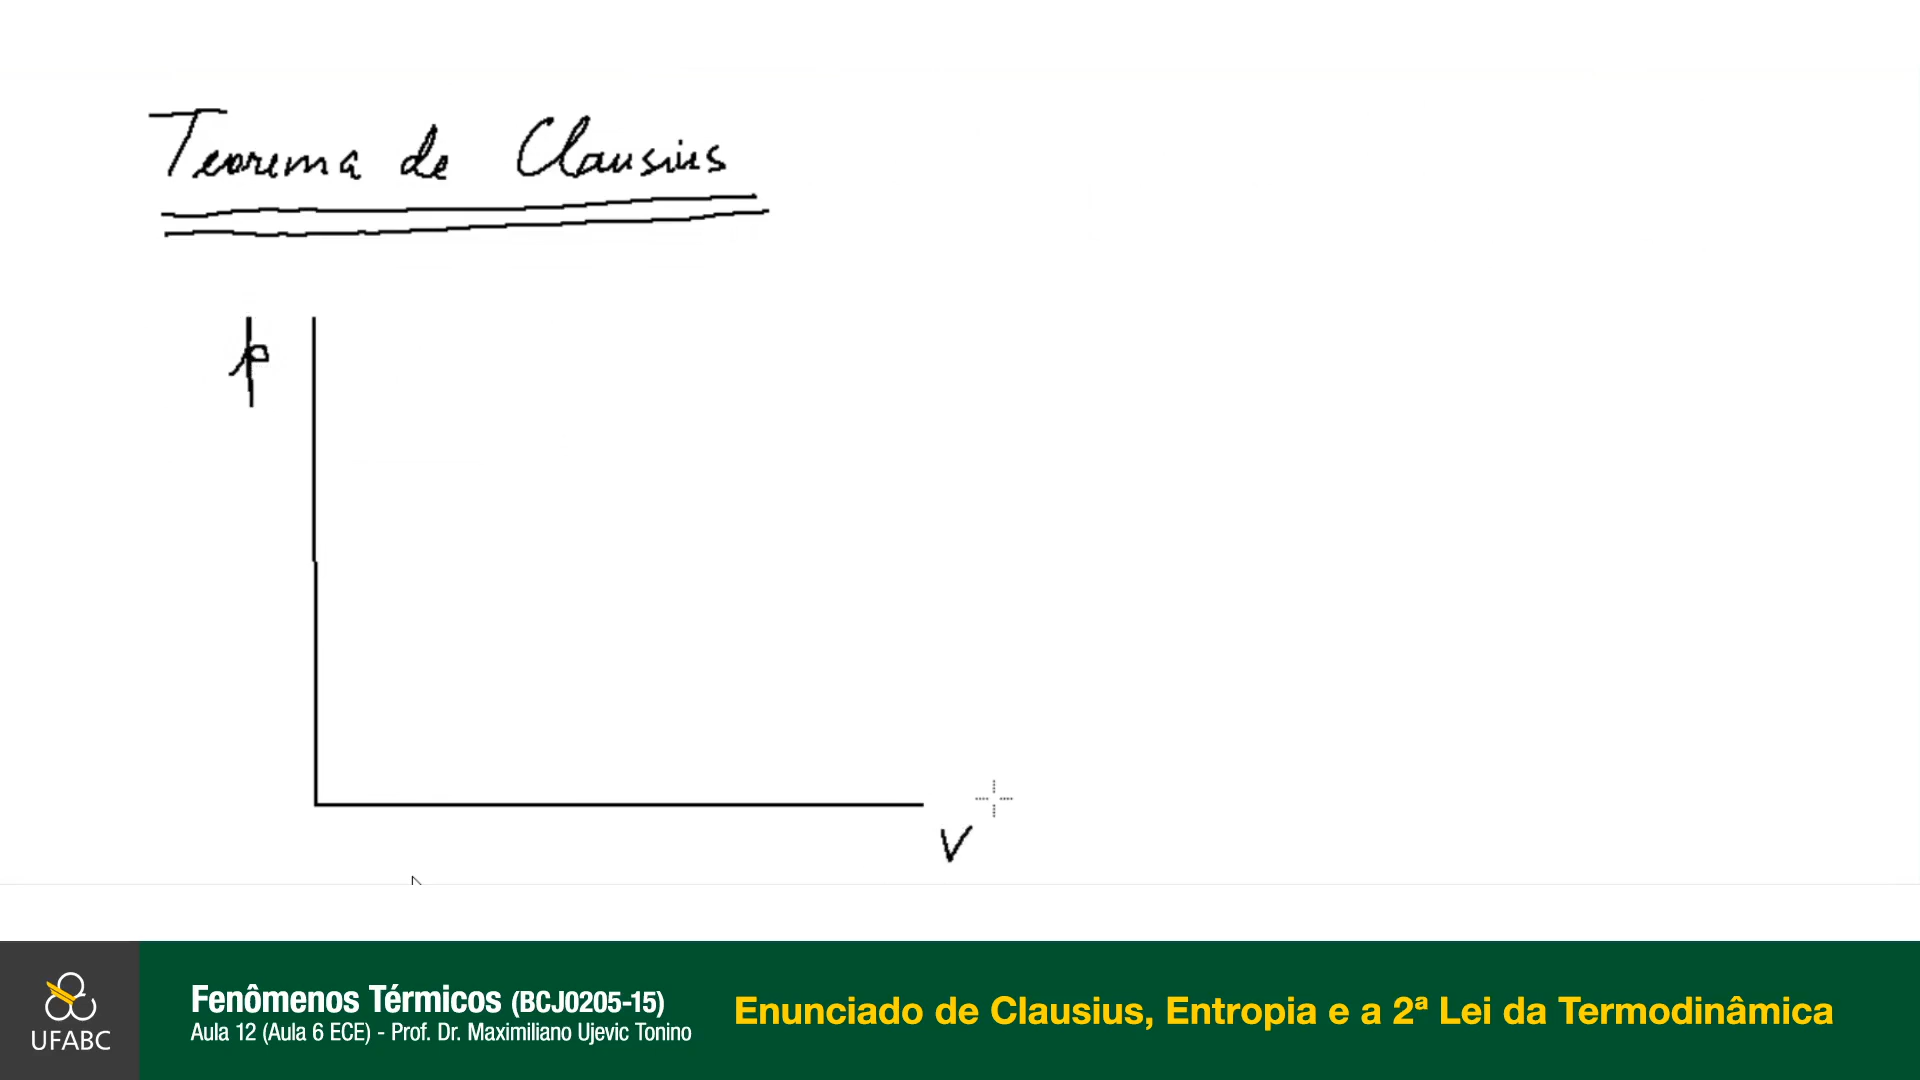 Teorema de Clausius
p
V
UFABC
Fenômenos Térmicos (BCJ0205-15)
Aula 12 (Aula 6 ECE) - Prof. Dr. Maximiliano Ujevic Tonino
Enunciado de Clausius, Entropia e a 2ª Lei da Termodinâmica